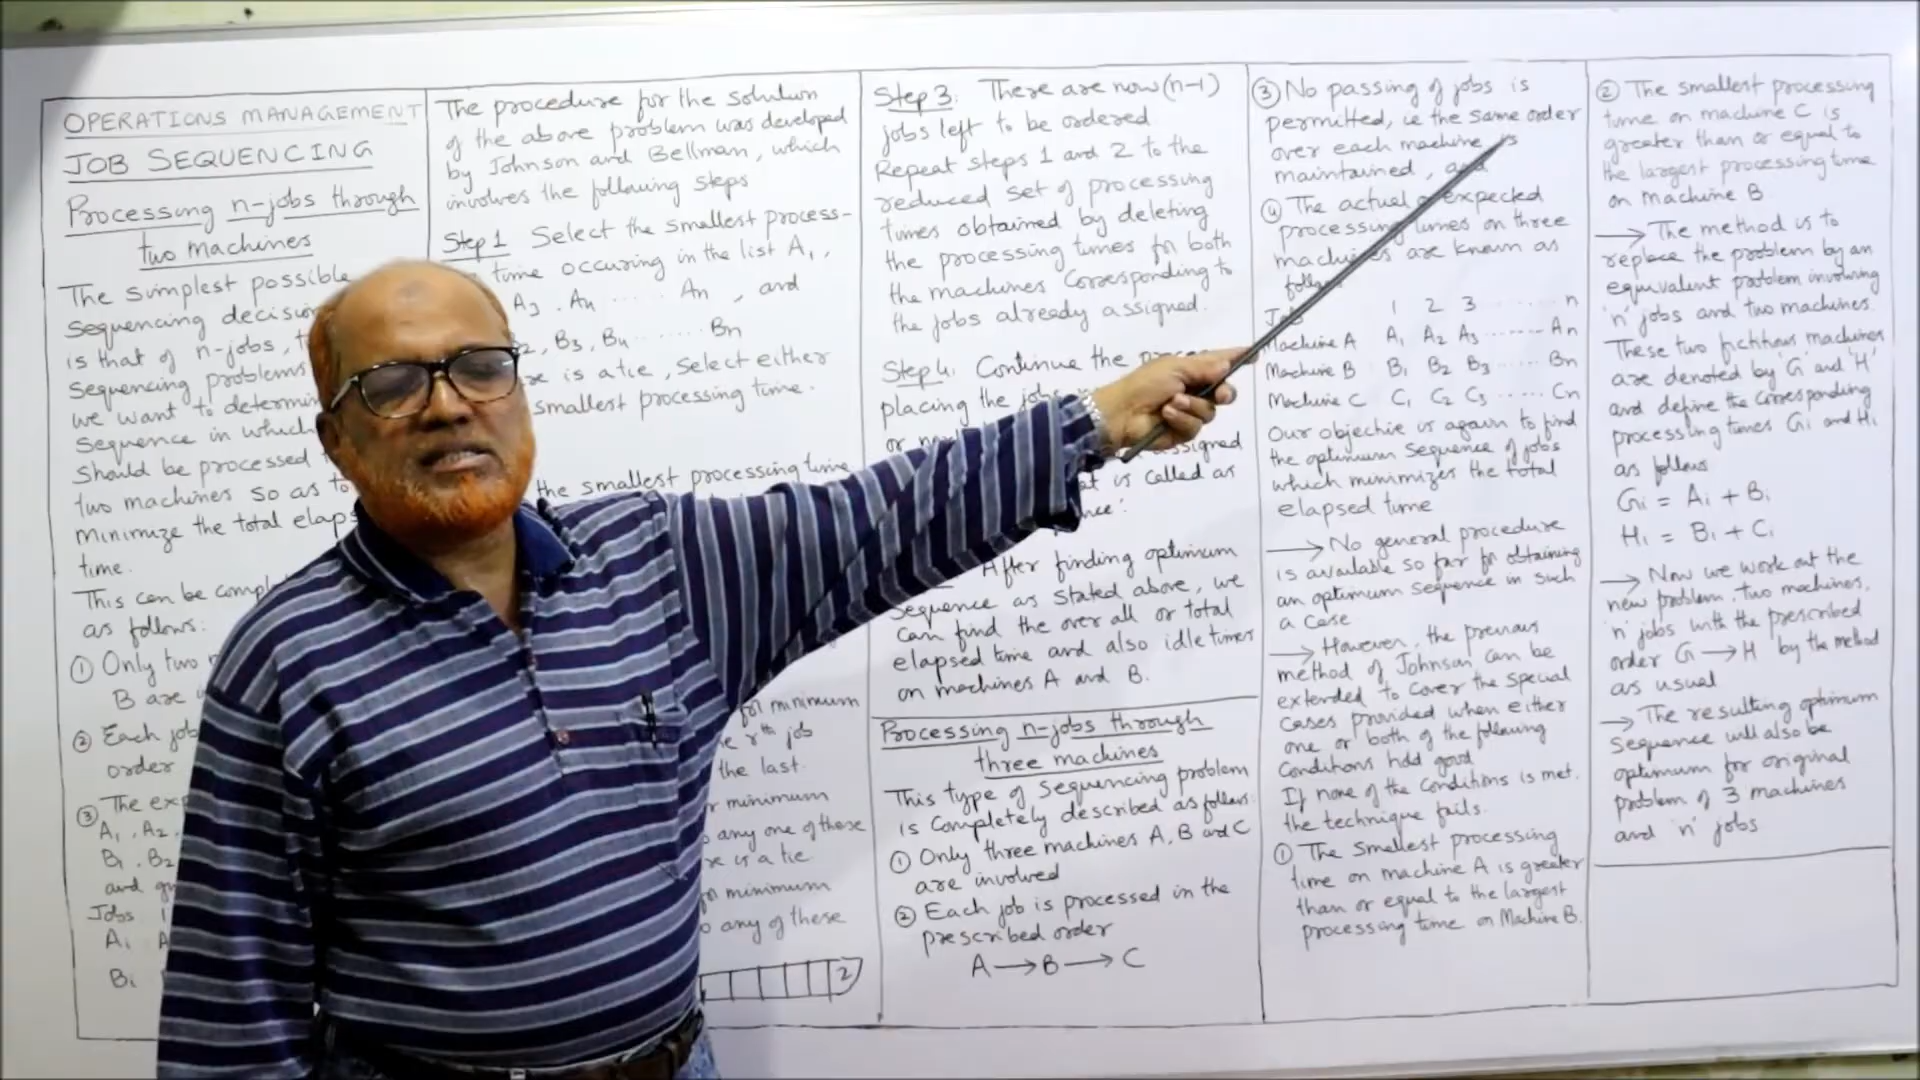 OPERATIONS MANAGEMENT
JOB SEQUENCING
Processing n-jobs through
two machines
The simplest possible
sequencing
is that of n-jobs,
sequencing problems
we want to
sequence in which
should be processed
two machines so as to
minimize the total
time.
This can be
as follows:
① Only two
B are
② Each job
order
③ The
A1, A2,
B1, B2
and
Jobs 1
Ai A
Bi
The procedure for the solution
of the above problem was developed
by Johnson and Bellman, which
involves the following steps
Step 1 Select the smallest process-
time occuring in the list A1,
A3, A4 ...... An, and
B3, B4 ...... Bn
is a tie, select either
smallest processing time.
the smallest processing time
for minimum
rth job
the last.
minimum
any one of these
is a tie
for minimum
any of these
2
Step 3. There are now (n-1)
jobs left to be ordered
Repeat steps 1 and 2 to the
reduced set of processing
times obtained by deleting
the processing times for both
the machines corresponding to
the jobs already assigned.
Step 4. Continue the
placing the jobs
or
is called as
After finding optimum
sequence as stated above, we
can find the over all or total
elapsed time and also idle times
on machines A and B.
Processing n-jobs through
three machines
This type of sequencing problem
is completely described as follows:
① Only three machines A, B and C
are involved
② Each job is processed in the
prescribed order
A → B → C
③ No passing of jobs is
permitted, ie the same order
over each machine is
maintained, and
④ The actual expected
processing times on three
machines are known as
1 2 3 ...... n
Machine A A1 A2 A3 ...... An
Machine B B1 B2 B3 ...... Bn
Machine C C1 C2 C3 ...... Cn
Our objective is again to find
the optimum sequence of jobs
which minimizes the total
elapsed time
→ No general procedure
is available so far for obtaining
an optimum sequence in such
a case
→ However, the previous
method of Johnson can be
extended to cover the special
cases provided when either
one or both of the following
conditions hold good
If none of the conditions is met.
the technique fails.
① The smallest processing
time on machine A is greater
than or equal to the largest
processing time on Machine B.
② The smallest processing
time on machine C is
greater than or equal to
the largest processing time
on machine B
→ The method is to
replace the problem by an
equivalent problem involving
'n' jobs and two machines.
These two fictitious machines
are denoted by 'G' and 'H'
and define the corresponding
processing times Gi and Hi
as follows
Gi = Ai + Bi
Hi = Bi + Ci
→ Now we work out the
new problem, two machines,
'n' jobs with the prescribed
order G → H by the method
as usual
→ The resulting optimum
sequence will also be
optimum for original
problem of 3 machines
and 'n' jobs